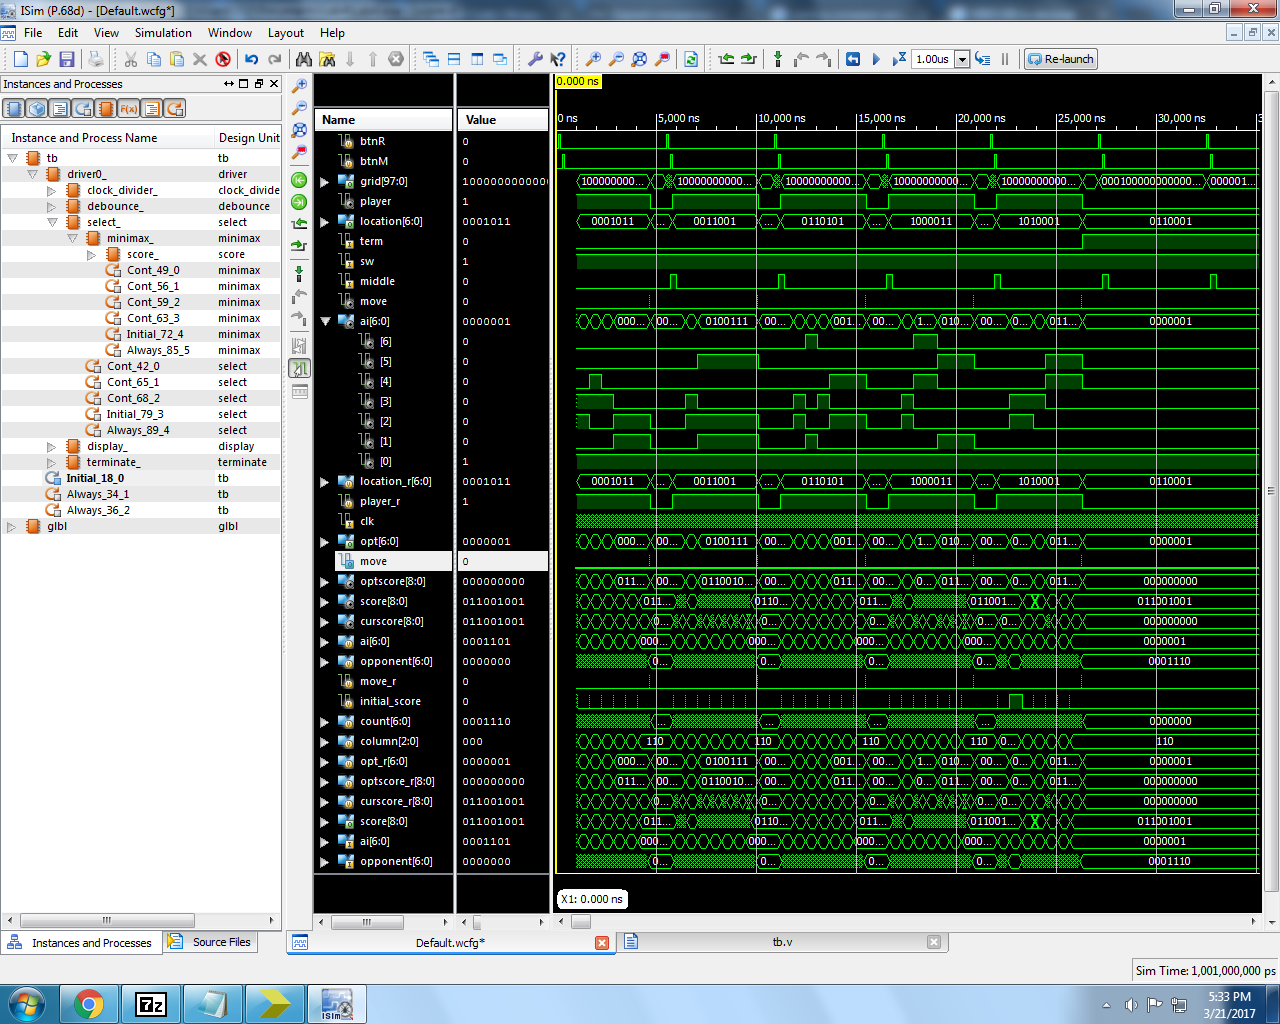 ISim (P.68d) - [Default.wcfg*]
File Edit View Simulation Window Layout Help
1.00us Re-launch
Instances and Processes
Instance and Process Name Design Unit
tb tb
driver0_ driver
clock_divider_ clock_divide
debounce_ debounce
select_ select
minimax_ minimax
score_ score
Cont_49_0 minimax
Cont_56_1 minimax
Cont_59_2 minimax
Cont_63_3 minimax
Initial_72_4 minimax
Always_85_5 minimax
Cont_42_0 select
Cont_65_1 select
Cont_68_2 select
Initial_79_3 select
Always_89_4 select
display_ display
terminate_ terminate
Initial_18_0 tb
Always_34_1 tb
Always_36_2 tb
glbl glbl
Instances and Processes Source Files
0.000 ns
Name Value 0 ns 5,000 ns 10,000 ns 15,000 ns 20,000 ns 25,000 ns 30,000 ns 3
btnR 0
btnM 0
grid[97:0] 1000000000000 100000000... 10000000000... 10000000000... 10000000000... 1000000000... 000100000000000... 000001...
player 1
location[6:0] 0001011 0001011 ... 0011001 ... 0110101 ... 1000011 ... 1010001 0110001
term 0
sw 1
middle 0
move 0
ai[6:0] 0000001 000... 00... 0100111 00... 001... 00... 1... 010... 00... 0... 011... 0000001
[6] 0
[5] 0
[4] 0
[3] 0
[2] 0
[1] 0
[0] 1
location_r[6:0] 0001011 0001011 ... 0011001 ... 0110101 ... 1000011 ... 1010001 0110001
player_r 1
clk 0
opt[6:0] 0000001 000... 00... 0100111 00... 001... 00... 1... 010... 00... 0... 011... 0000001
move 0
optscore[8:0] 000000000 011... 00... 0110010... 00... 011... 00... 0... 011... 00... 0... 011... 000000000
score[8:0] 011001001 011... 0110... 011... 011001... 011001001
curscore[8:0] 011001001 0... 0... 0... 0... 000000000
ai[6:0] 0001101 000... 000... 000... 000... 0000001
opponent[6:0] 0000000 0... 0... 0... 0... 0001110
move_r 0
initial_score 0
count[6:0] 0001110 ... ... ... ... 0000000
column[2:0] 000 110 110 110 110 0... 110
opt_r[6:0] 0000001 000... 00... 0100111 00... 001... 00... 1... 010... 00... 0... 011... 0000001
optscore_r[8:0] 000000000 011... 00... 0110010... 00... 011... 00... 0... 011... 00... 0... 011... 000000000
curscore_r[8:0] 011001001 0... 0... 0... 0... 000000000
score[8:0] 011001001 011... 0110... 011... 011001... 011001001
ai[6:0] 0001101 000... 000... 000... 000... 0000001
opponent[6:0] 0000000 0... 0... 0... 0... 0001110
X1: 0.000 ns
Default.wcfg* tb.v
Sim Time: 1,001,000,000 ps
7z ISim
5:33 PM
3/21/2017